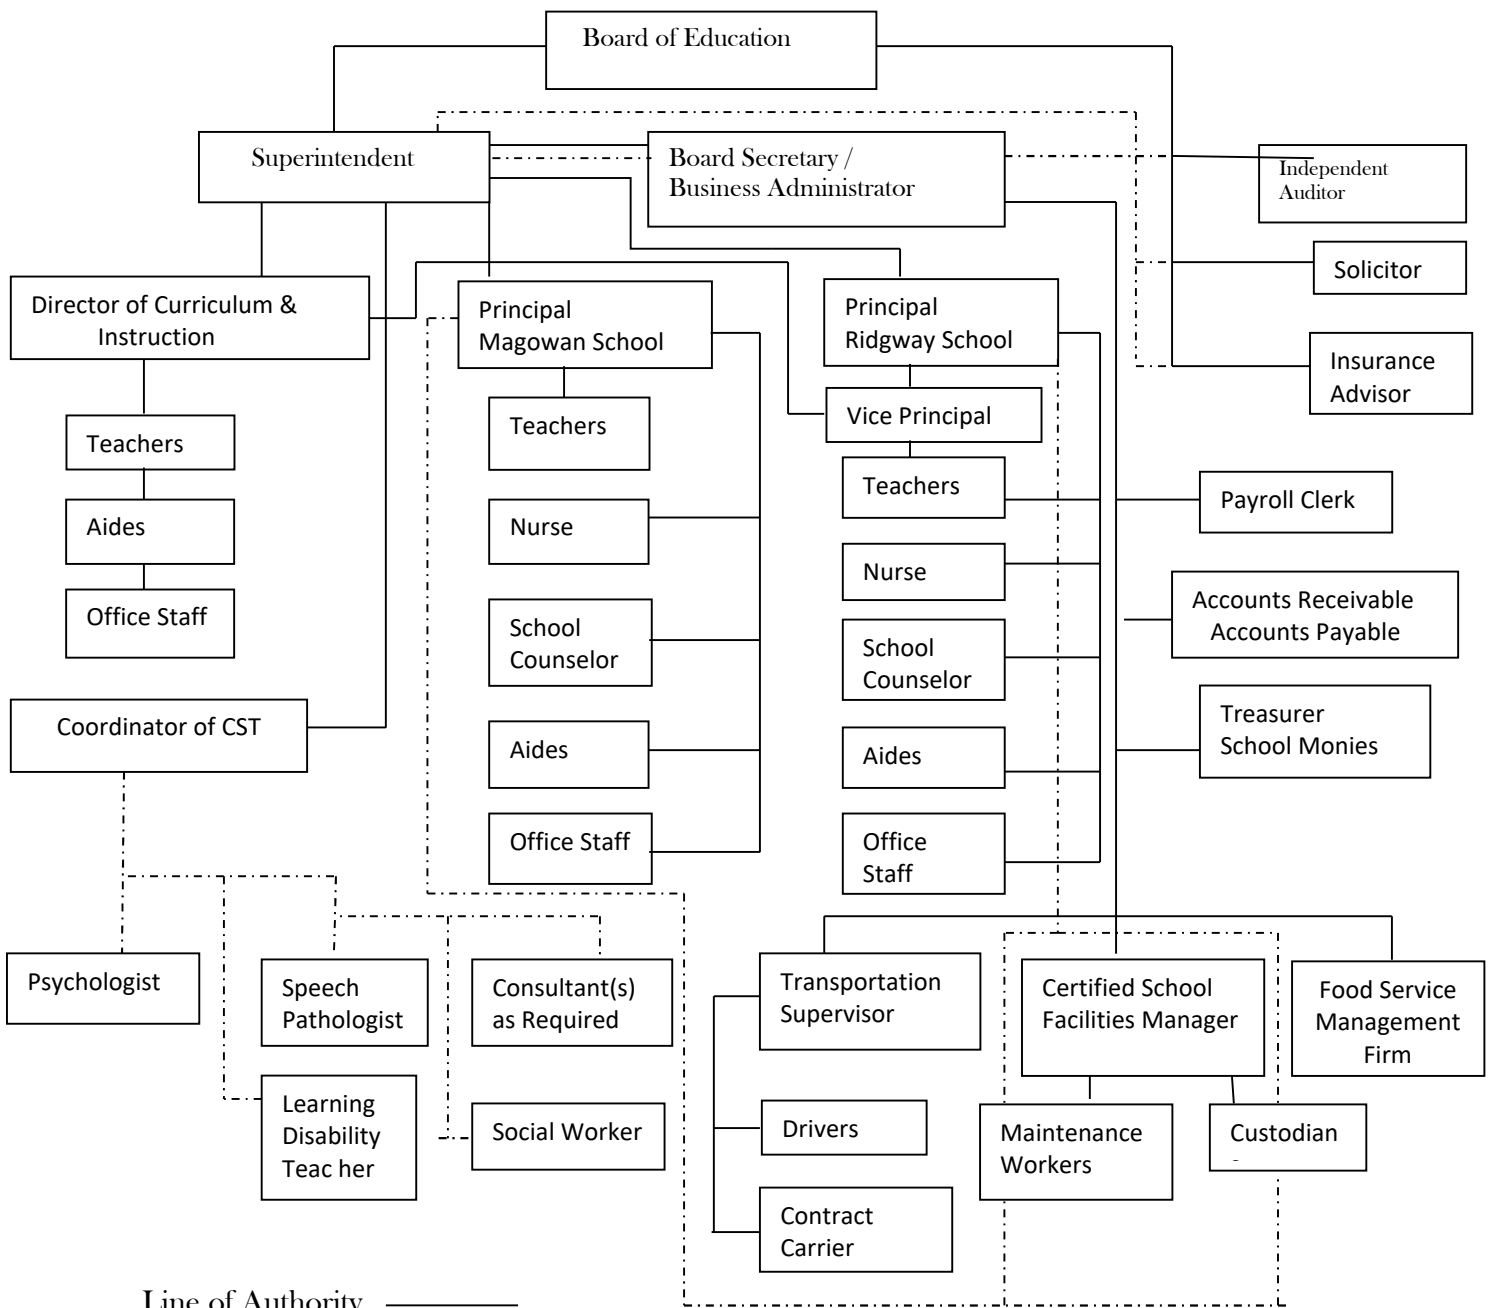 Board of Education
Superintendent
Board Secretary /
Business Administrator
Independent
Auditor
Solicitor
Director of Curriculum &
Instruction
Principal
Magowan School
Principal
Ridgway School
Insurance
Advisor
Vice Principal
Teachers
Teachers
Teachers
Payroll Clerk
Aides
Nurse
Nurse
Accounts Receivable
Accounts Payable
Office Staff
School
Counselor
School
Counselor
Coordinator of CST
Treasurer
School Monies
Aides
Aides
Office Staff
Office
Staff
Psychologist
Speech
Pathologist
Consultant(s)
as Required
Transportation
Supervisor
Certified School
Facilities Manager
Food Service
Management
Firm
Learning
Disability
Teac her
Social Worker
Drivers
Maintenance
Workers
Custodian
Contract
Carrier
Line of Authority